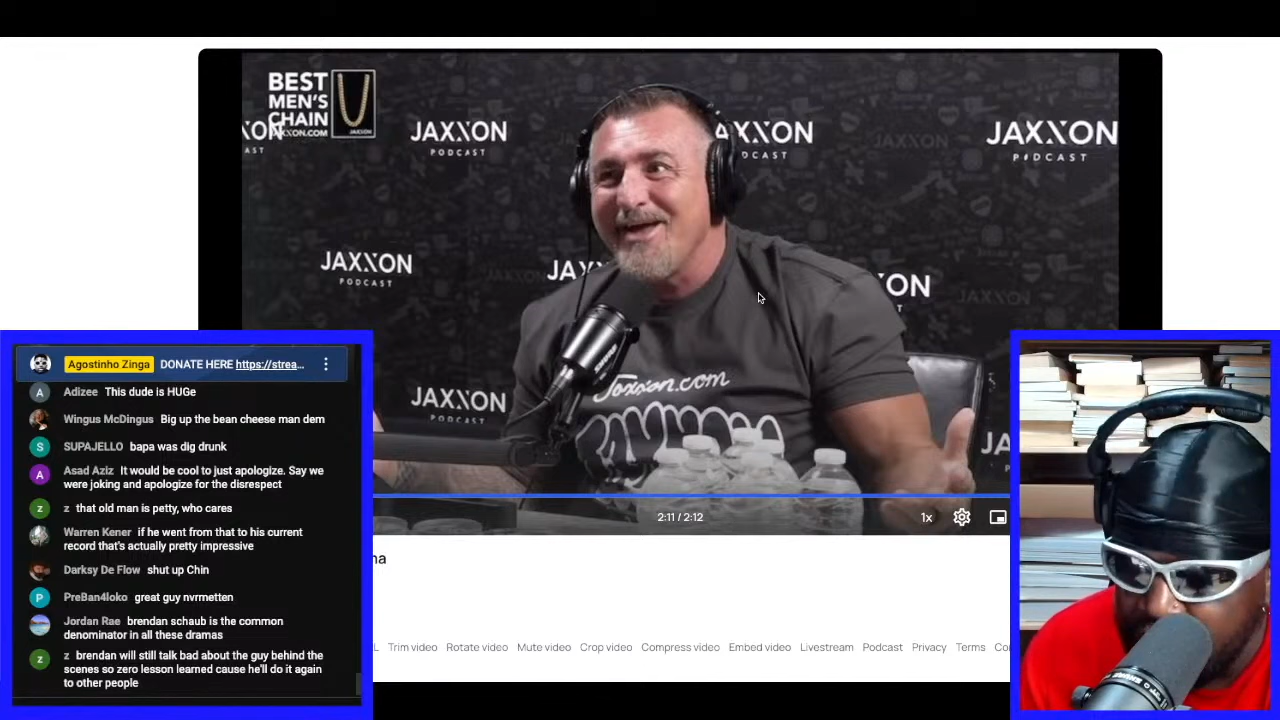 BEST
MEN'S
CHAIN
JAXXON.COM
JAXXON
JAXXON
PODCAST
JAXXON
PODCAST
JAXXON
PODCAST
JAXXON
PODCAST
JAXXON
PODCAST
Jaxxon.com
2:11 / 2:12
1x
Agostinho Zinga DONATE HERE https://strea...
A Adizee This dude is HUGe
Wingus McDingus Big up the bean cheese man dem
S SUPAJELLO bapa was dig drunk
A Asad Aziz It would be cool to just apologize. Say we
were joking and apologize for the disrespect
z z that old man is petty, who cares
Warren Kener if he went from that to his current
record that's actually pretty impressive
Darksy De Flow shut up Chin
P PreBan4loko great guy nvrmetten
Jordan Rae brendan schaub is the common
denominator in all these dramas
z z brendan will still talk bad about the guy behind the
scenes so zero lesson learned cause he'll do it again
to other people
ma
L Trim video Rotate video Mute video Crop video Compress video Embed video Livestream Podcast Privacy Terms Co